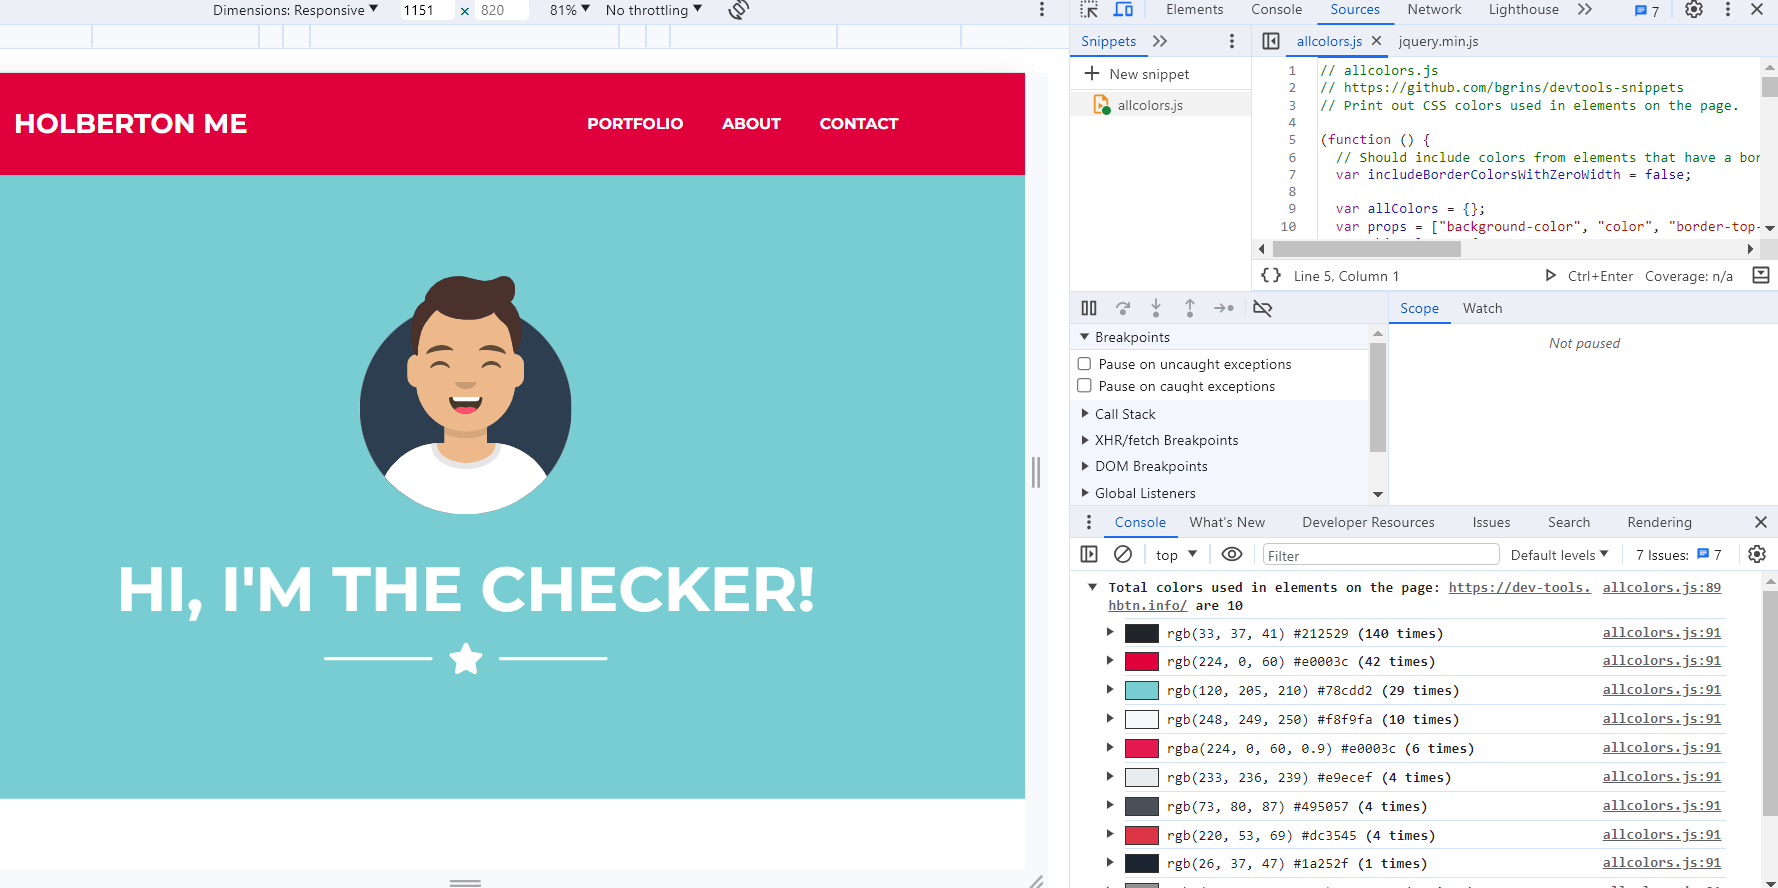 Dimensions: Responsive 1151 × 820 81% No throttling
HOLBERTON ME PORTFOLIO ABOUT CONTACT
HI, I'M THE CHECKER!
Elements Console Sources Network Lighthouse 7
Snippets
New snippet
allcolors.js
allcolors.js jquery.min.js
1 // allcolors.js
2 // https://github.com/bgrins/devtools-snippets
3 // Print out CSS colors used in elements on the page.
4
5 (function () {
6 // Should include colors from elements that have a bor
7 var includeBorderColorsWithZeroWidth = false;
8
9 var allColors = {};
10 var props = ["background-color", "color", "border-top-
{} Line 5, Column 1 Ctrl+Enter Coverage: n/a
Breakpoints
Pause on uncaught exceptions
Pause on caught exceptions
Call Stack
XHR/fetch Breakpoints
DOM Breakpoints
Global Listeners
Scope Watch
Not paused
Console What's New Developer Resources Issues Search Rendering
top Filter Default levels 7 Issues: 7
Total colors used in elements on the page: https://dev-tools. allcolors.js:89
hbtn.info/ are 10
rgb(33, 37, 41) #212529 (140 times) allcolors.js:91
rgb(224, 0, 60) #e0003c (42 times) allcolors.js:91
rgb(120, 205, 210) #78cdd2 (29 times) allcolors.js:91
rgb(248, 249, 250) #f8f9fa (10 times) allcolors.js:91
rgba(224, 0, 60, 0.9) #e0003c (6 times) allcolors.js:91
rgb(233, 236, 239) #e9ecef (4 times) allcolors.js:91
rgb(73, 80, 87) #495057 (4 times) allcolors.js:91
rgb(220, 53, 69) #dc3545 (4 times) allcolors.js:91
rgb(26, 37, 47) #1a252f (1 times) allcolors.js:91